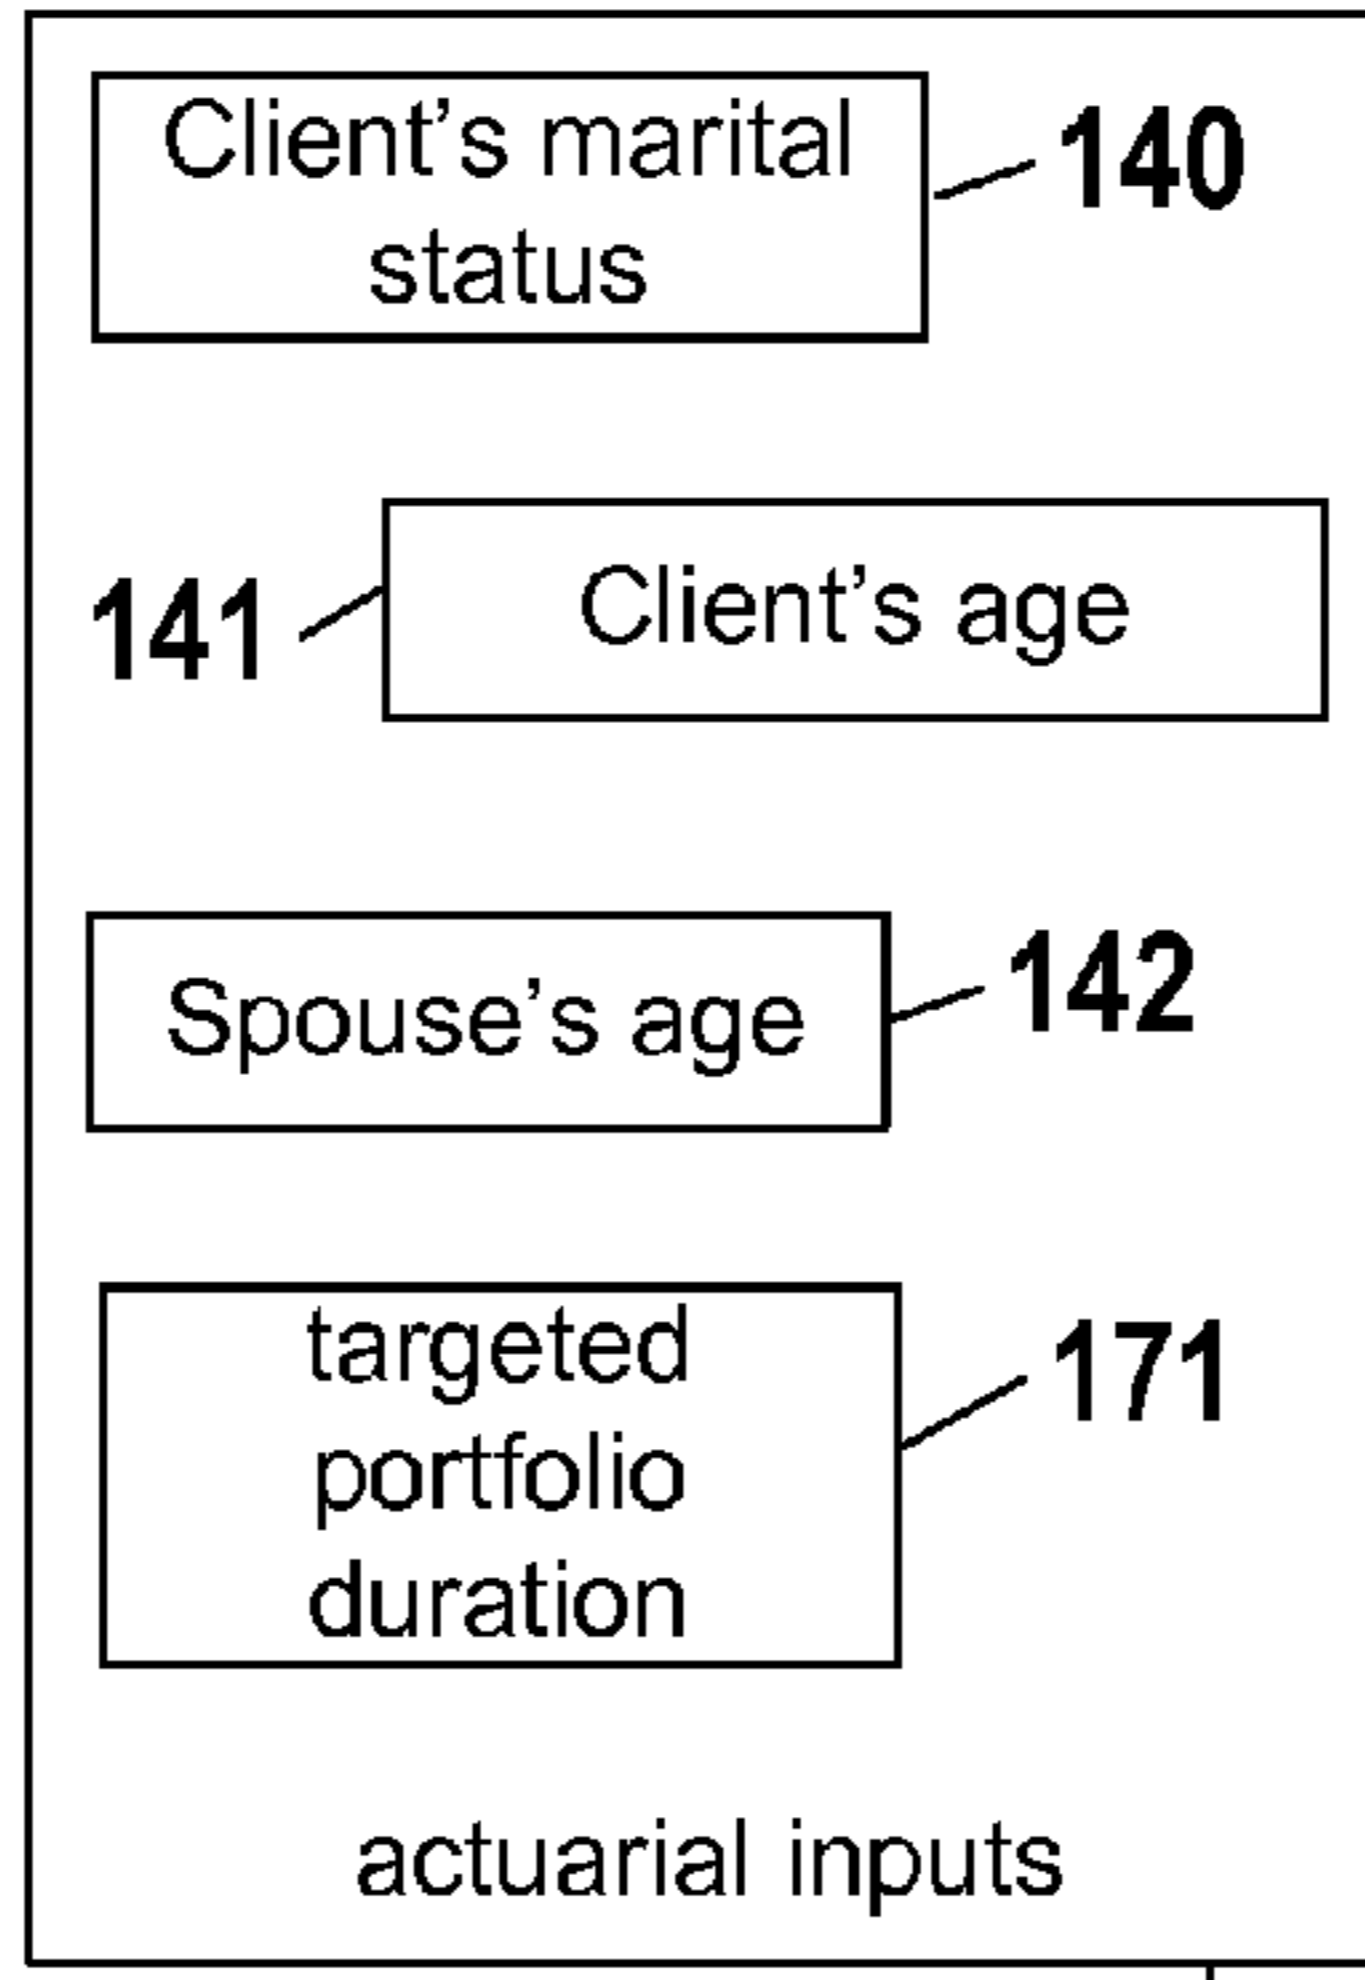 Client's marital
status
140
141
Client's age
Spouse's age
142
targeted
portfolio
duration
171
actuarial inputs